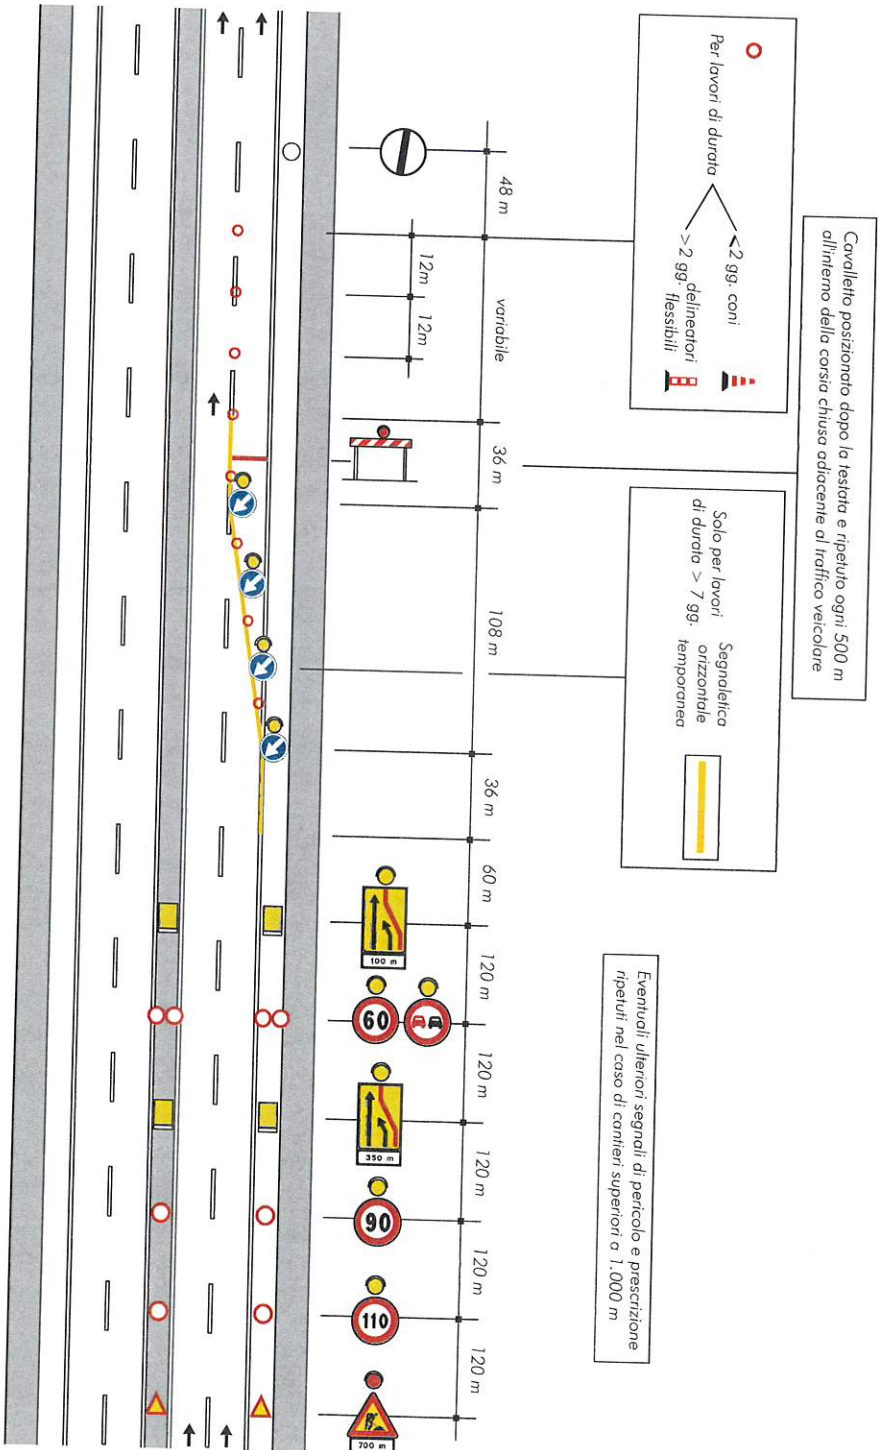 Cavalletto posizionato dopo la testata e ripetuto ogni 500 m
all'interno della corsia chiusa adiacente al traffico veicolare
Per lavori di durata
<2 gg. coni
>2 gg. delineatori
flessibili
Solo per lavori
di durata > 7 gg.
Segnaletica
orizzontale
temporanea
Eventuali ulteriori segnali di pericolo e prescrizione
ripetuti nel caso di cantieri superiori a 1.000 m
48 m
variabile
36 m
108 m
36 m
60 m
120 m
120 m
120 m
120 m
120 m
12m
12m
100 m
60
350 m
90
110
700 m